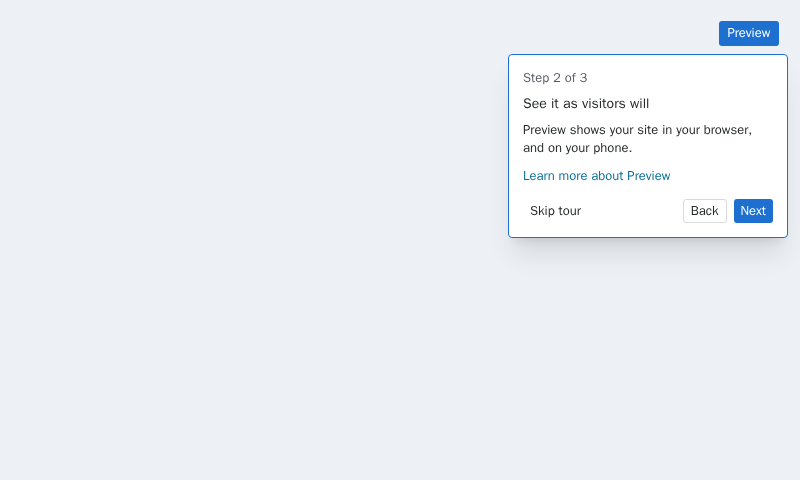 Preview
Step 2 of 3
See it as visitors will
Preview shows your site in your browser,
and on your phone.
Learn more about Preview
Skip tour Back Next